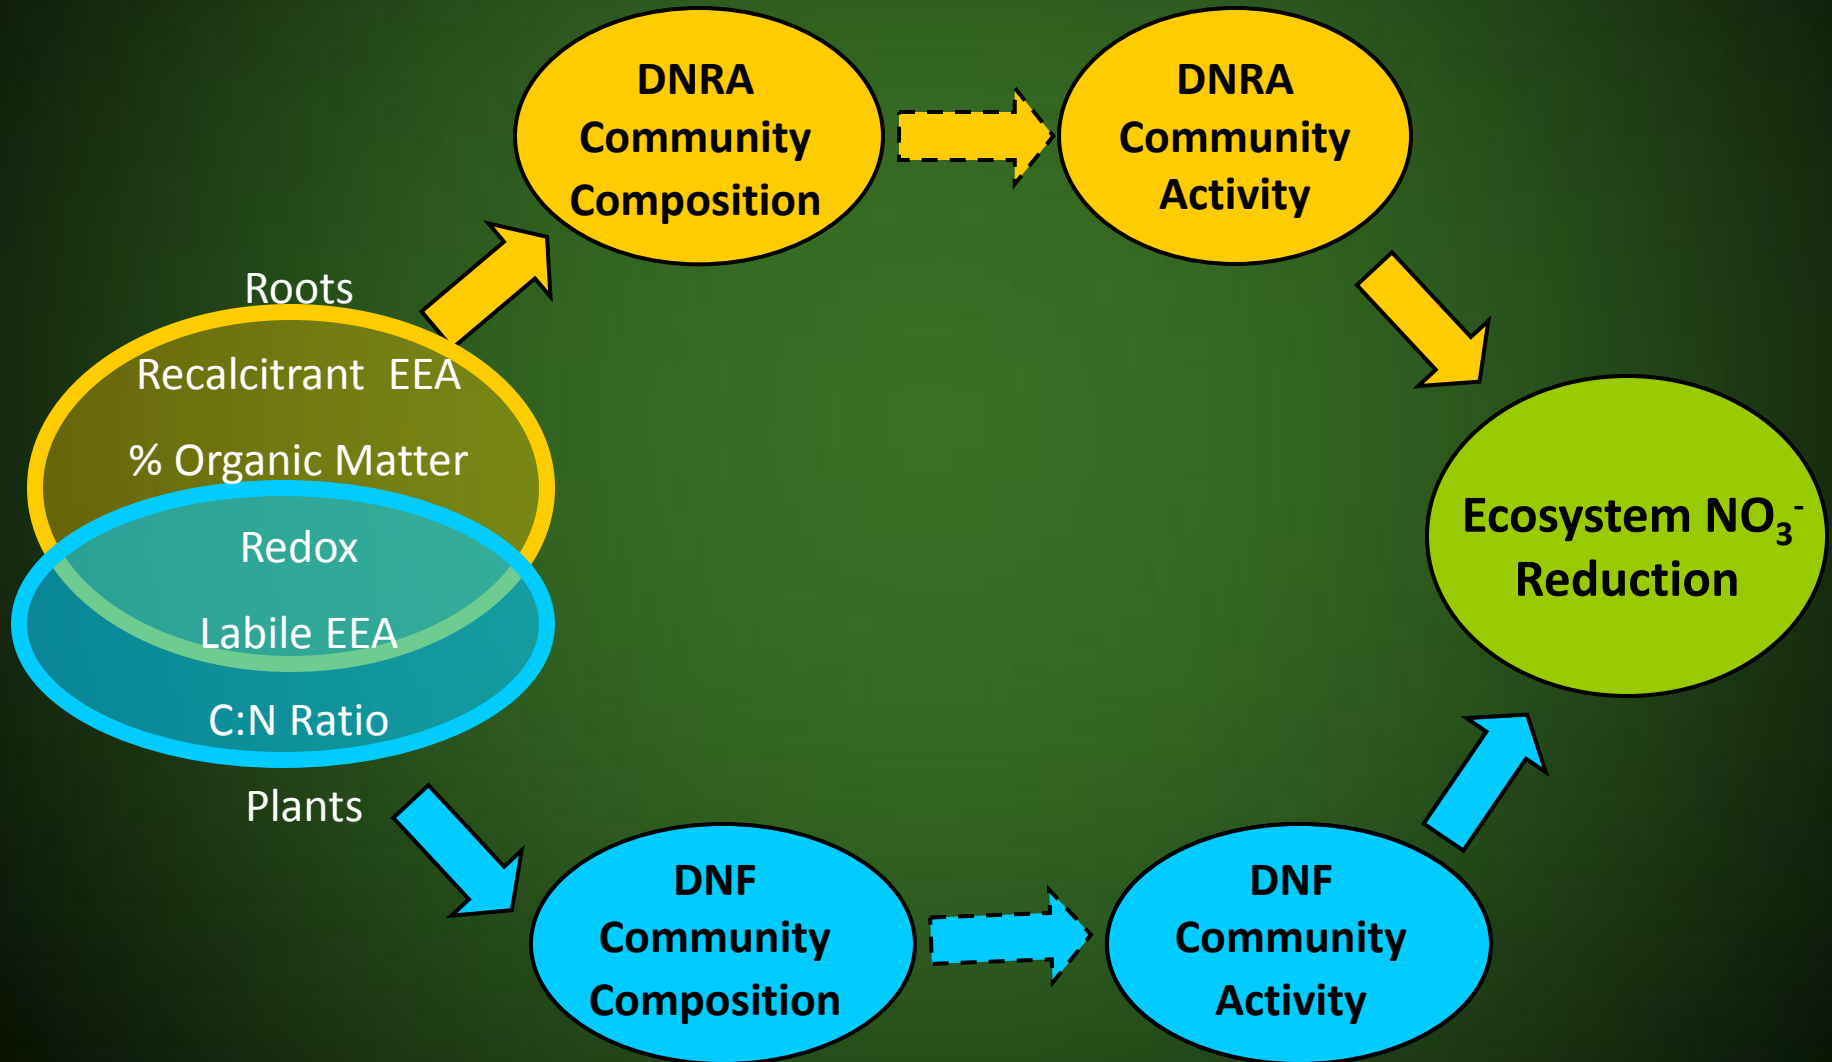 DNRA
Community
Composition
DNRA
Community
Activity
Roots
Recalcitrant  EEA
% Organic Matter
Redox
Labile EEA
C:N Ratio
Plants
Ecosystem NO₃⁻
Reduction
DNF
Community
Composition
DNF
Community
Activity